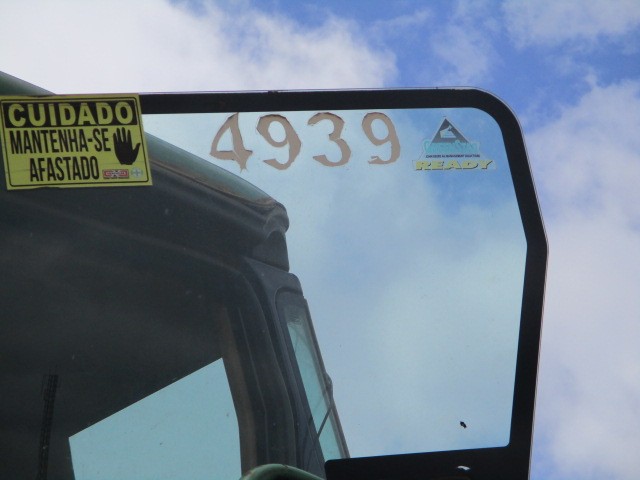 CUIDADO
MANTENHA-SE
AFASTADO
4939
READY